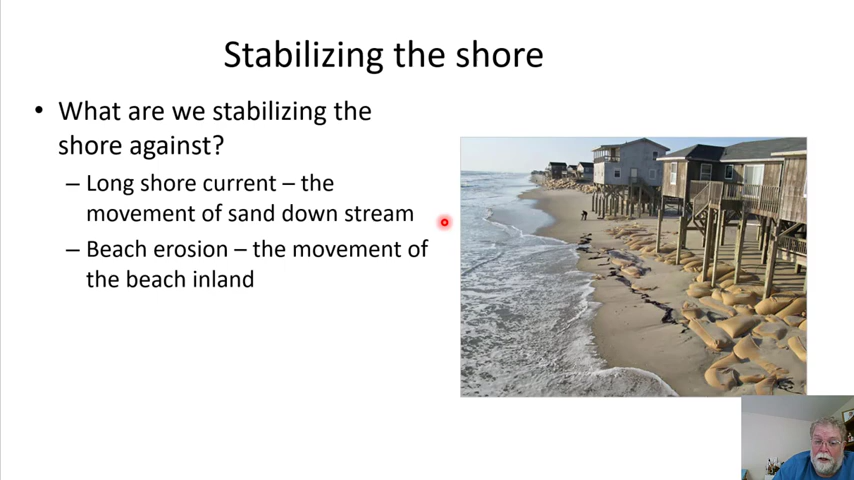 Stabilizing the shore
• What are we stabilizing the
shore against?
– Long shore current – the
movement of sand down stream
– Beach erosion – the movement of
the beach inland